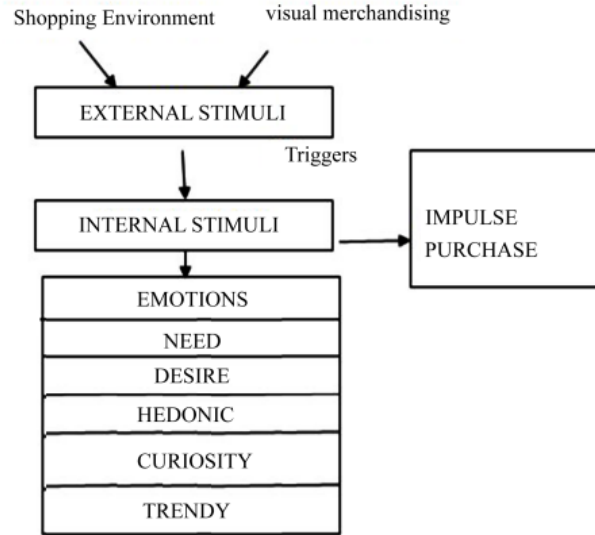 Shopping Environment
visual merchandising
EXTERNAL STIMULI
Triggers
INTERNAL STIMULI
IMPULSE
PURCHASE
EMOTIONS
NEED
DESIRE
HEDONIC
CURIOSITY
TRENDY